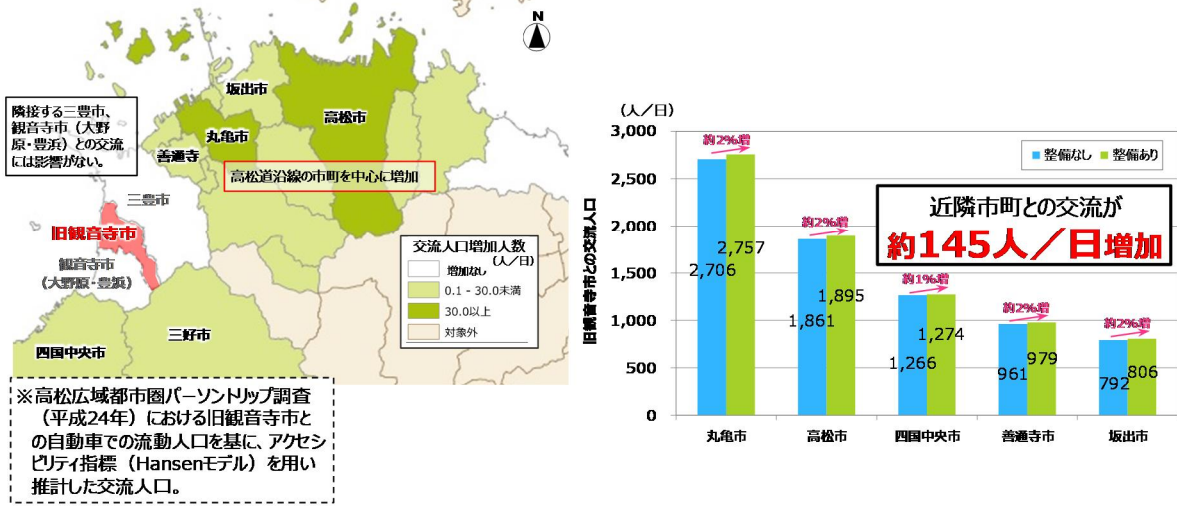 N
隣接する三豊市、
観音寺市（大野
原・豊浜）との交流
には影響がない。
坂出市
高松市
丸亀市
善通寺
高松道沿線の市町を中心に増加
三豊市
旧観音寺市
観音寺市
（大野原・豊浜）
三好市
四国中央市
交流人口増加人数
（人／日）
増加なし
0.1 - 30.0未満
30.0以上
対象外
※高松広域都市圏パーソントリップ調査
（平成24年）における旧観音寺市と
の自動車での流動人口を基に、アクセシ
ビリティ指標（Hansenモデル）を用い
推計した交流人口。
（人／日）
旧観音寺市との交流人口
3,000
2,500
2,000
1,500
1,000
500
0
整備なし 整備あり
近隣市町との交流が
約145人／日増加
約2%増
2,706
2,757
約2%増
1,861
1,895
約1%増
1,266
1,274
約2%増
961
979
約2%増
792
806
丸亀市
高松市
四国中央市
善通寺市
坂出市